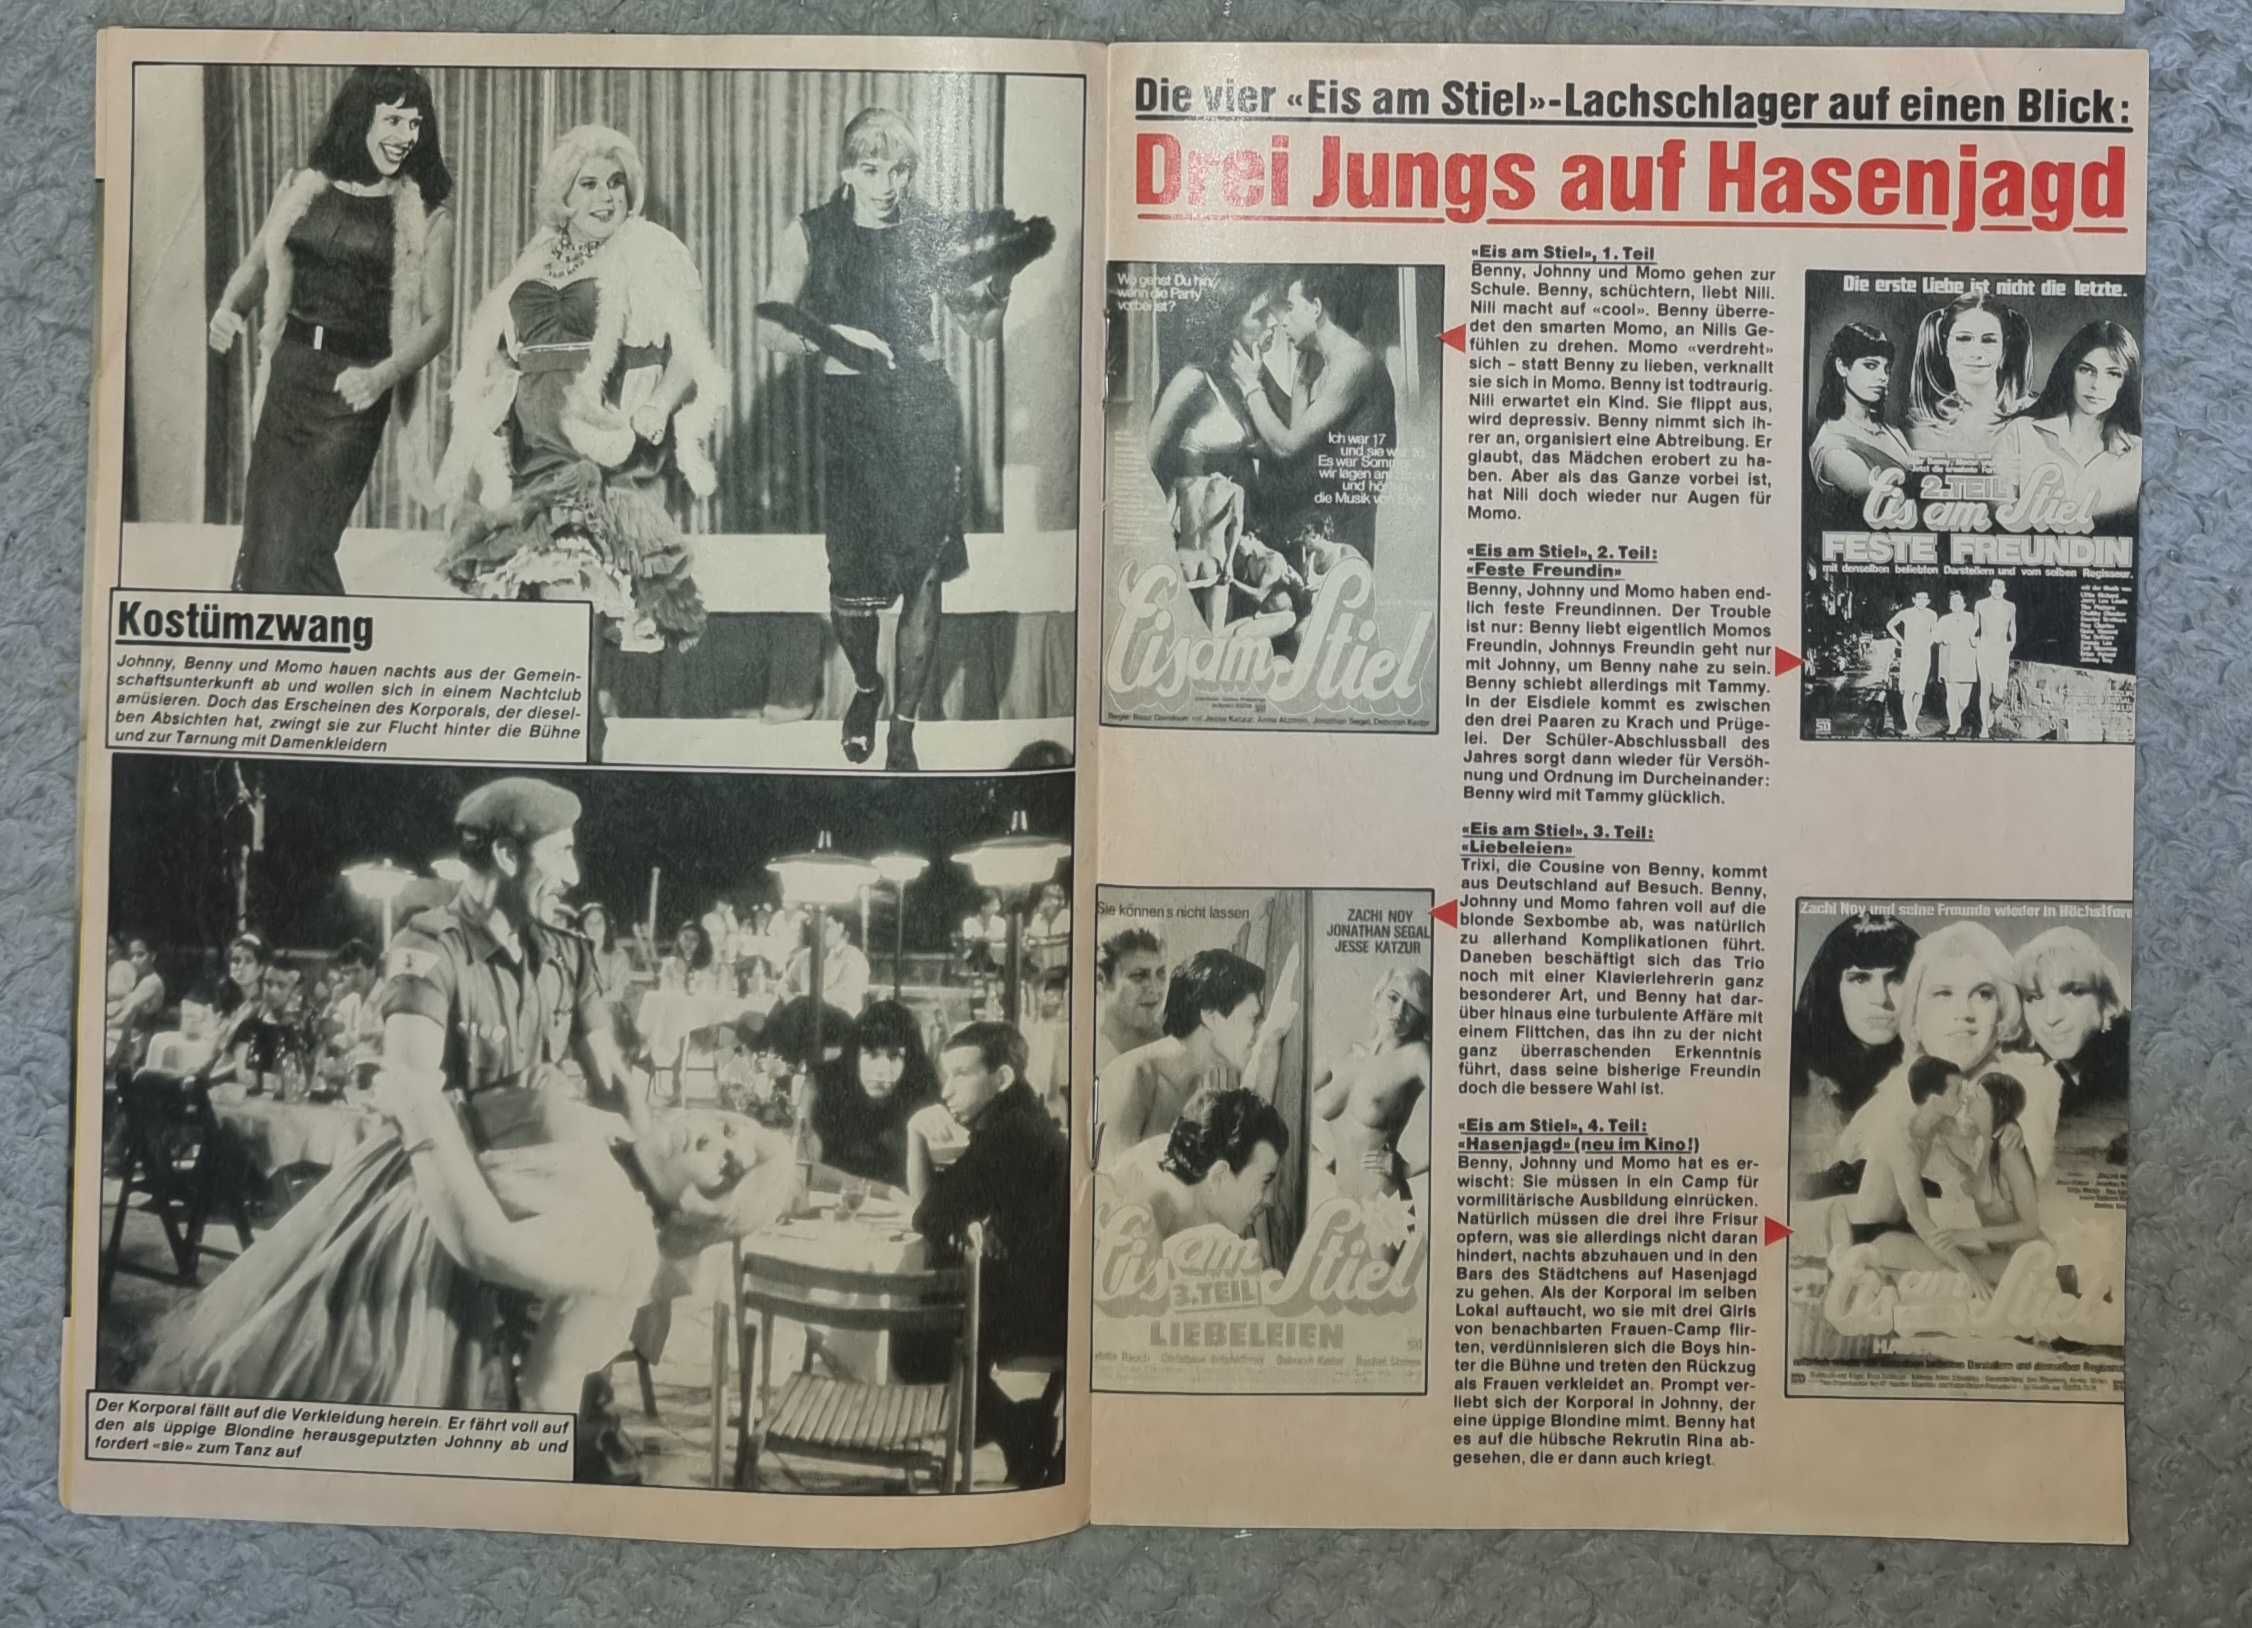 Kostümzwang
Johnny, Benny und Momo hauen nachts aus der Gemein-
schaftsunterkunft ab und wollen sich in einem Nachtclub
amüsieren. Doch das Erscheinen des Korporals, der diesel-
ben Absichten hat, zwingt sie zur Flucht hinter die Bühne
und zur Tarnung mit Damenkleidern
Der Korporal fällt auf die Verkleidung herein. Er fährt voll auf
den als üppige Blondine herausgeputzten Johnny ab und
fordert «sie» zum Tanz auf
Die vier «Eis am Stiel»-Lachschlager auf einen Blick:
Drei Jungs auf Hasenjagd
Wo gehst Du hin,
wenn die Party
vorbei ist?
Ich war 17
und sie
Es war
wir lagen am
und
die Musik
Eis am Stiel
«Eis am Stiel», 1. Teil
Benny, Johnny und Momo gehen zur
Schule. Benny, schüchtern, liebt Nili.
Nili macht auf «cool». Benny überre-
det den smarten Momo, an Nilis Ge-
fühlen zu drehen. Momo «verdreht»
sich – statt Benny zu lieben, verknallt
sie sich in Momo. Benny ist todtraurig.
Nili erwartet ein Kind. Sie flippt aus,
wird depressiv. Benny nimmt sich ih-
rer an, organisiert eine Abtreibung. Er
glaubt, das Mädchen erobert zu ha-
ben. Aber als das Ganze vorbei ist,
hat Nili doch wieder nur Augen für
Momo.
«Eis am Stiel», 2. Teil:
«Feste Freundin»
Benny, Johnny und Momo haben end-
lich feste Freundinnen. Der Trouble
ist nur: Benny liebt eigentlich Momos
Freundin, Johnnys Freundin geht nur
mit Johnny, um Benny nahe zu sein.
Benny schiebt allerdings mit Tammy.
In der Eisdiele kommt es zwischen
den drei Paaren zu Krach und Prüge-
lei. Der Schüler-Abschlussball des
Jahres sorgt dann wieder für Versöh-
nung und Ordnung im Durcheinander:
Benny wird mit Tammy glücklich.
Die erste Liebe ist nicht die letzte.
2. TEIL
Eis am Stiel
FESTE FREUNDIN
mit denselben beliebten Darstellern und vom selben Regisseur.
Sie können s nicht lassen
ZACHI NOY
JONATHAN SEGAL
JESSE KATZUR
Eis am Stiel
3. TEIL
LIEBELEIEN
«Eis am Stiel», 3. Teil:
«Liebeleien»
Trixi, die Cousine von Benny, kommt
aus Deutschland auf Besuch. Benny,
Johnny und Momo fahren voll auf die
blonde Sexbombe ab, was natürlich
zu allerhand Komplikationen führt.
Daneben beschäftigt sich das Trio
noch mit einer Klavierlehrerin ganz
besonderer Art, und Benny hat dar-
über hinaus eine turbulente Affäre mit
einem Flittchen, das ihn zu der nicht
ganz überraschenden Erkenntnis
führt, dass seine bisherige Freundin
doch die bessere Wahl ist.
«Eis am Stiel», 4. Teil:
«Hasenjagd» (neu im Kino!)
Benny, Johnny und Momo hat es er-
wischt: Sie müssen in ein Camp für
vormilitärische Ausbildung einrücken.
Natürlich müssen die drei ihre Frisur
opfern, was sie allerdings nicht daran
hindert, nachts abzuhauen und in den
Bars des Städtchens auf Hasenjagd
zu gehen. Als der Korporal im selben
Lokal auftaucht, wo sie mit drei Girls
von benachbarten Frauen-Camp flir-
ten, verdünnisieren sich die Boys hin-
ter die Bühne und treten den Rückzug
als Frauen verkleidet an. Prompt ver-
liebt sich der Korporal in Johnny, der
eine üppige Blondine mimt. Benny hat
es auf die hübsche Rekrutin Rina ab-
gesehen, die er dann auch kriegt.
Zachi Noy und seine Freunde wieder in Höchstform
Eis am Stiel